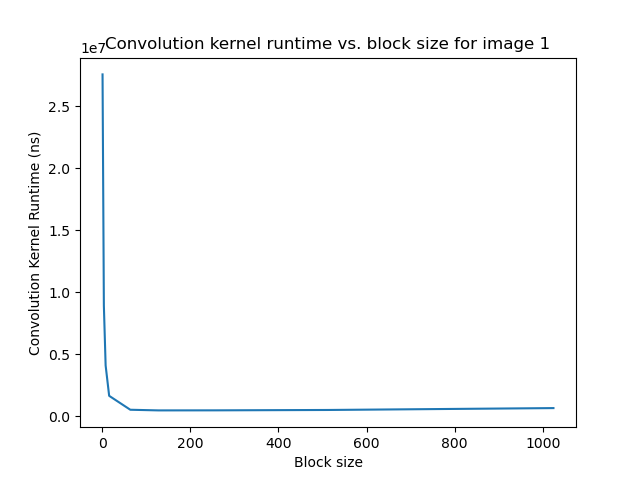 Convolution kernel runtime vs. block size for image 1
1e7
2.5
2.0
1.5
1.0
0.5
0.0
Convolution Kernel Runtime (ns)
0 200 400 600 800 1000
Block size